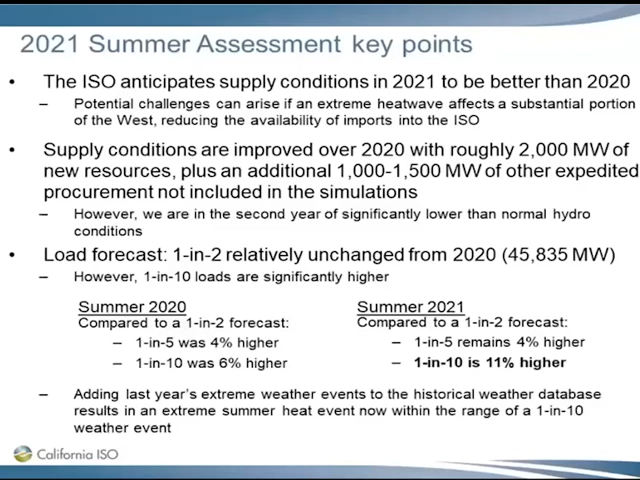 2021 Summer Assessment key points
• The ISO anticipates supply conditions in 2021 to be better than 2020
– Potential challenges can arise if an extreme heatwave affects a substantial portion
of the West, reducing the availability of imports into the ISO
• Supply conditions are improved over 2020 with roughly 2,000 MW of
new resources, plus an additional 1,000-1,500 MW of other expedited
procurement not included in the simulations
– However, we are in the second year of significantly lower than normal hydro
conditions
• Load forecast: 1-in-2 relatively unchanged from 2020 (45,835 MW)
– However, 1-in-10 loads are significantly higher
Summer 2020
Compared to a 1-in-2 forecast:
– 1-in-5 was 4% higher
– 1-in-10 was 6% higher
Summer 2021
Compared to a 1-in-2 forecast:
– 1-in-5 remains 4% higher
– 1-in-10 is 11% higher
– Adding last year's extreme weather events to the historical weather database
results in an extreme summer heat event now within the range of a 1-in-10
weather event
California ISO